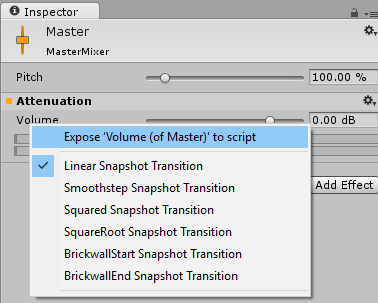 Inspector
Master
MasterMixer
Pitch 100.00 %
Attenuation
Volume 0.00 dB
Expose 'Volume (of Master)' to script
Linear Snapshot Transition
Smoothstep Snapshot Transition
Squared Snapshot Transition
SquareRoot Snapshot Transition
BrickwallStart Snapshot Transition
BrickwallEnd Snapshot Transition
Add Effect